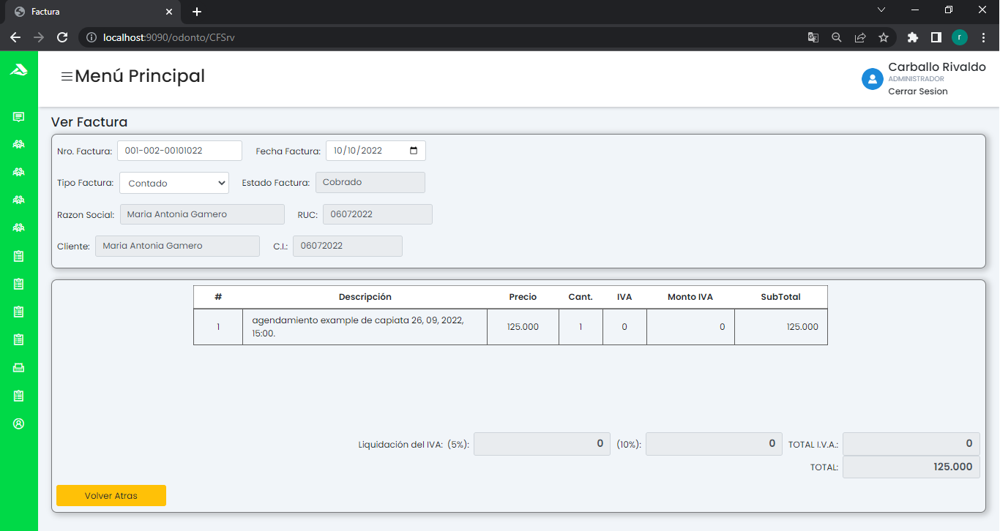 Factura
localhost:9090/odonto/CFSrv
r
Menú Principal
Carballo Rivaldo
ADMINISTRADOR
Cerrar Sesion
Ver Factura
Nro. Factura: 001-002-00101022 Fecha Factura: 10/10/2022
Tipo Factura: Contado Estado Factura: Cobrado
Razon Social: Maria Antonia Gamero RUC: 06072022
Cliente: Maria Antonia Gamero C.I.: 06072022
# Descripción Precio Cant. IVA Monto IVA SubTotal
1 agendamiento example de capiata 26, 09, 2022, 125.000 1 0 0 125.000
15:00.
Liquidación del IVA: (5%): 0 (10%): 0 TOTAL I.V.A.: 0
TOTAL: 125.000
Volver Atras